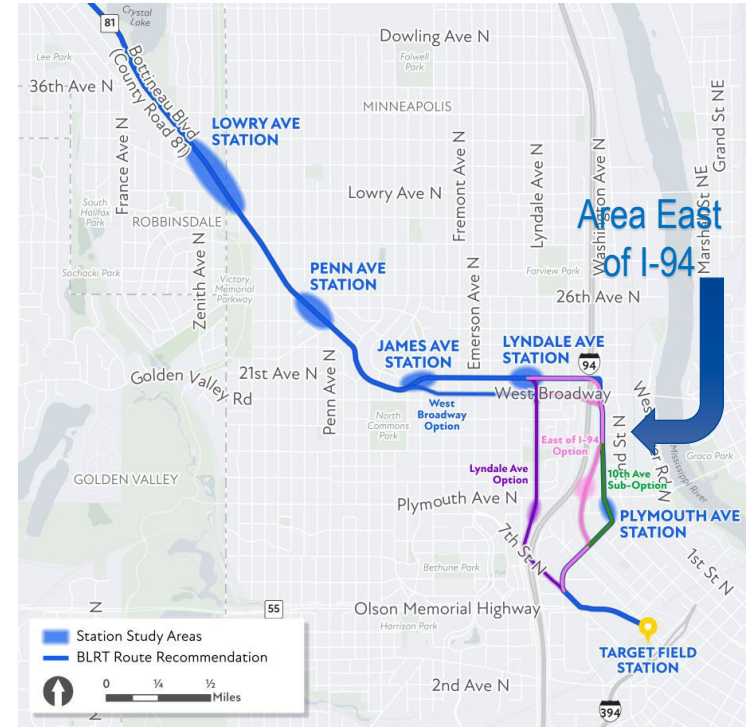 81
Crystal
Lake
Lee Park
36th Ave N
Bottineau Blvd
(County Road 81)
Dowling Ave N
Folwell
Park
MINNEAPOLIS
Grand St NE
Marshall St NE
LOWRY AVE
STATION
France Ave N
South
Halifax
Park
ROBBINSDALE
Lowry Ave N
Fremont Ave N
Lyndale Ave N
Washington Ave N
Area East
of I-94
Sochacki Park
Zenith Ave N
Victory
Memorial
Parkway
PENN AVE
STATION
Farview Park
26th Ave N
JAMES AVE
STATION
Emerson Ave N
LYNDALE AVE
STATION
94
Golden Valley
Rd
21st Ave N
Penn Ave N
West
Broadway
Option
West Broadway
North
Commons
Park
East of I-94
Option
2nd St N
Mississippi River
Graco Park
GOLDEN VALLEY
Lyndale Ave
Option
10th Ave
Sub-Option
Plymouth Ave N
PLYMOUTH AVE
STATION
7th St N
1st St N
Bethune Park
55
Olson Memorial Highway
Harrison Park
TARGET FIELD
STATION
2nd Ave N
394
Station Study Areas
BLRT Route Recommendation
0 ¼ ½
Miles